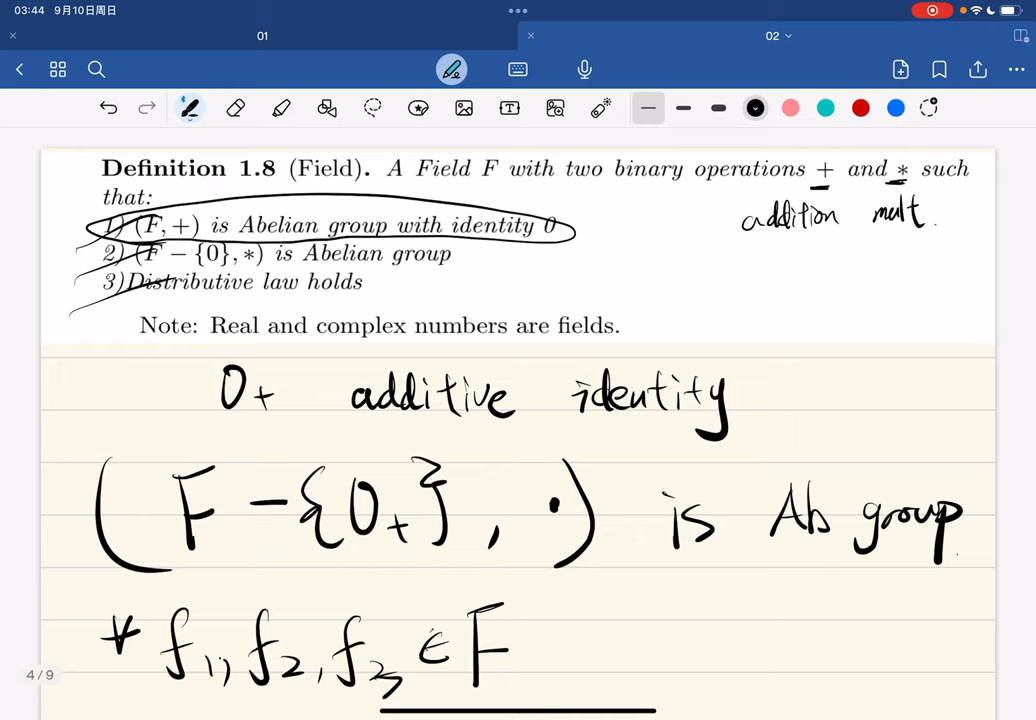 03:44 9月10日周日
01 02
Definition 1.8 (Field). A Field F with two binary operations + and * such
that:
addition mult.
1) (F, +) is Abelian group with identity 0
2) (F − {0}, *) is Abelian group
3)Distributive law holds
Note: Real and complex numbers are fields.
0+ additive identity
(F − {0+}, ·) is Ab group.
∀ f1, f2, f3 ∈ F
4/9